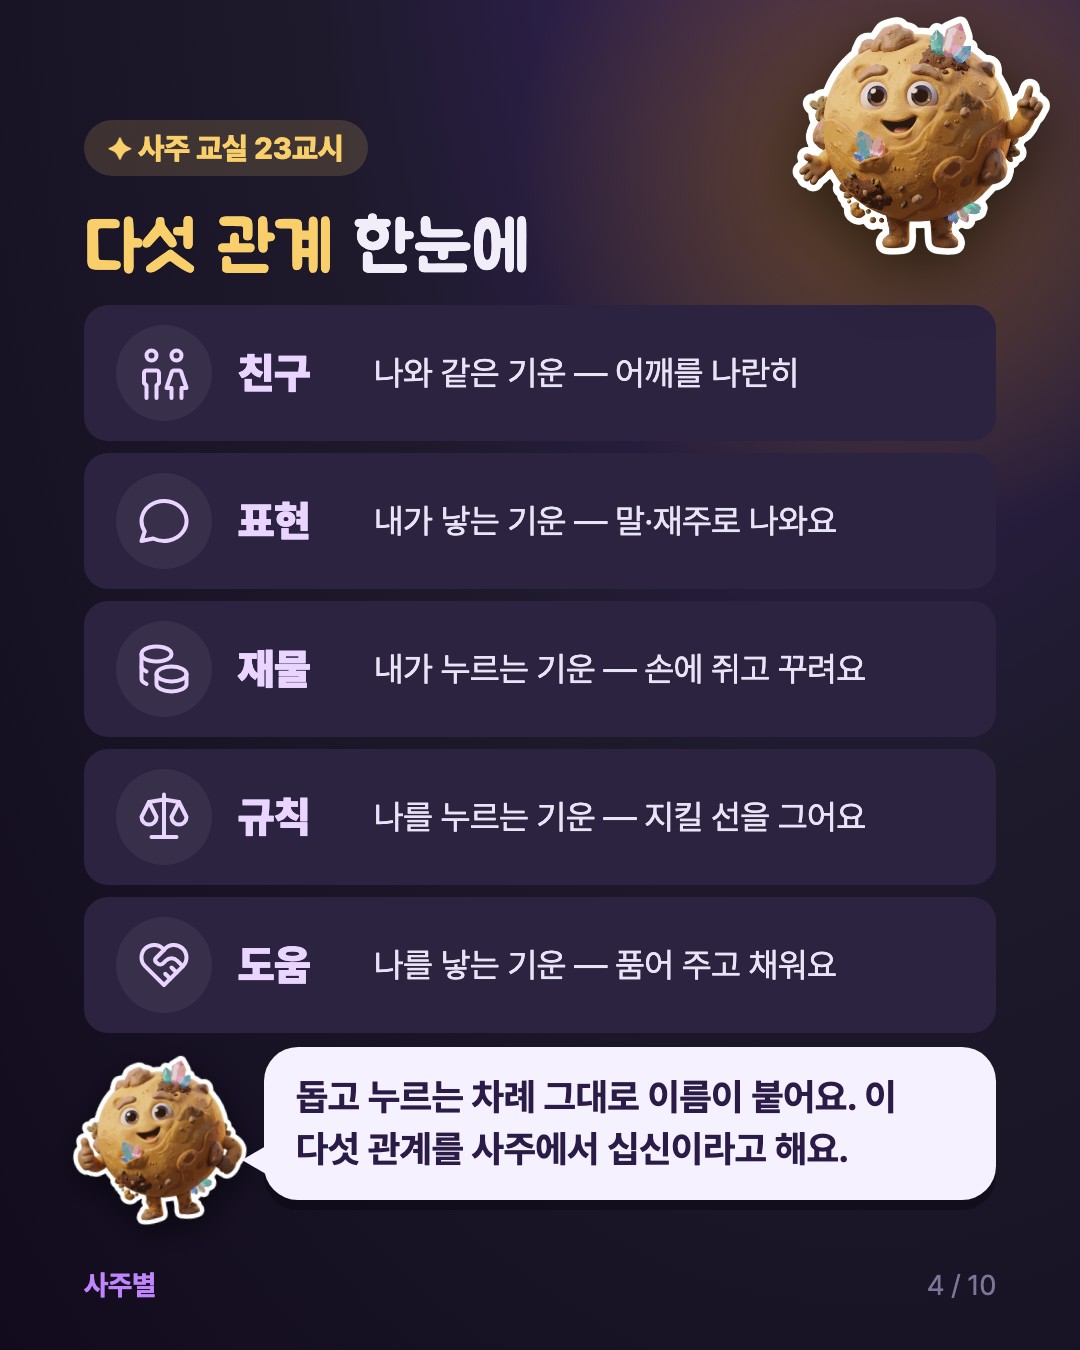 ✦ 사주 교실 23교시
다섯 관계 한눈에
친구 나와 같은 기운 — 어깨를 나란히
표현 내가 낳는 기운 — 말·재주로 나와요
재물 내가 누르는 기운 — 손에 쥐고 꾸려요
규칙 나를 누르는 기운 — 지킬 선을 그어요
도움 나를 낳는 기운 — 품어 주고 채워요
돕고 누르는 차례 그대로 이름이 붙어요. 이
다섯 관계를 사주에서 십신이라고 해요.
사주별 4 / 10